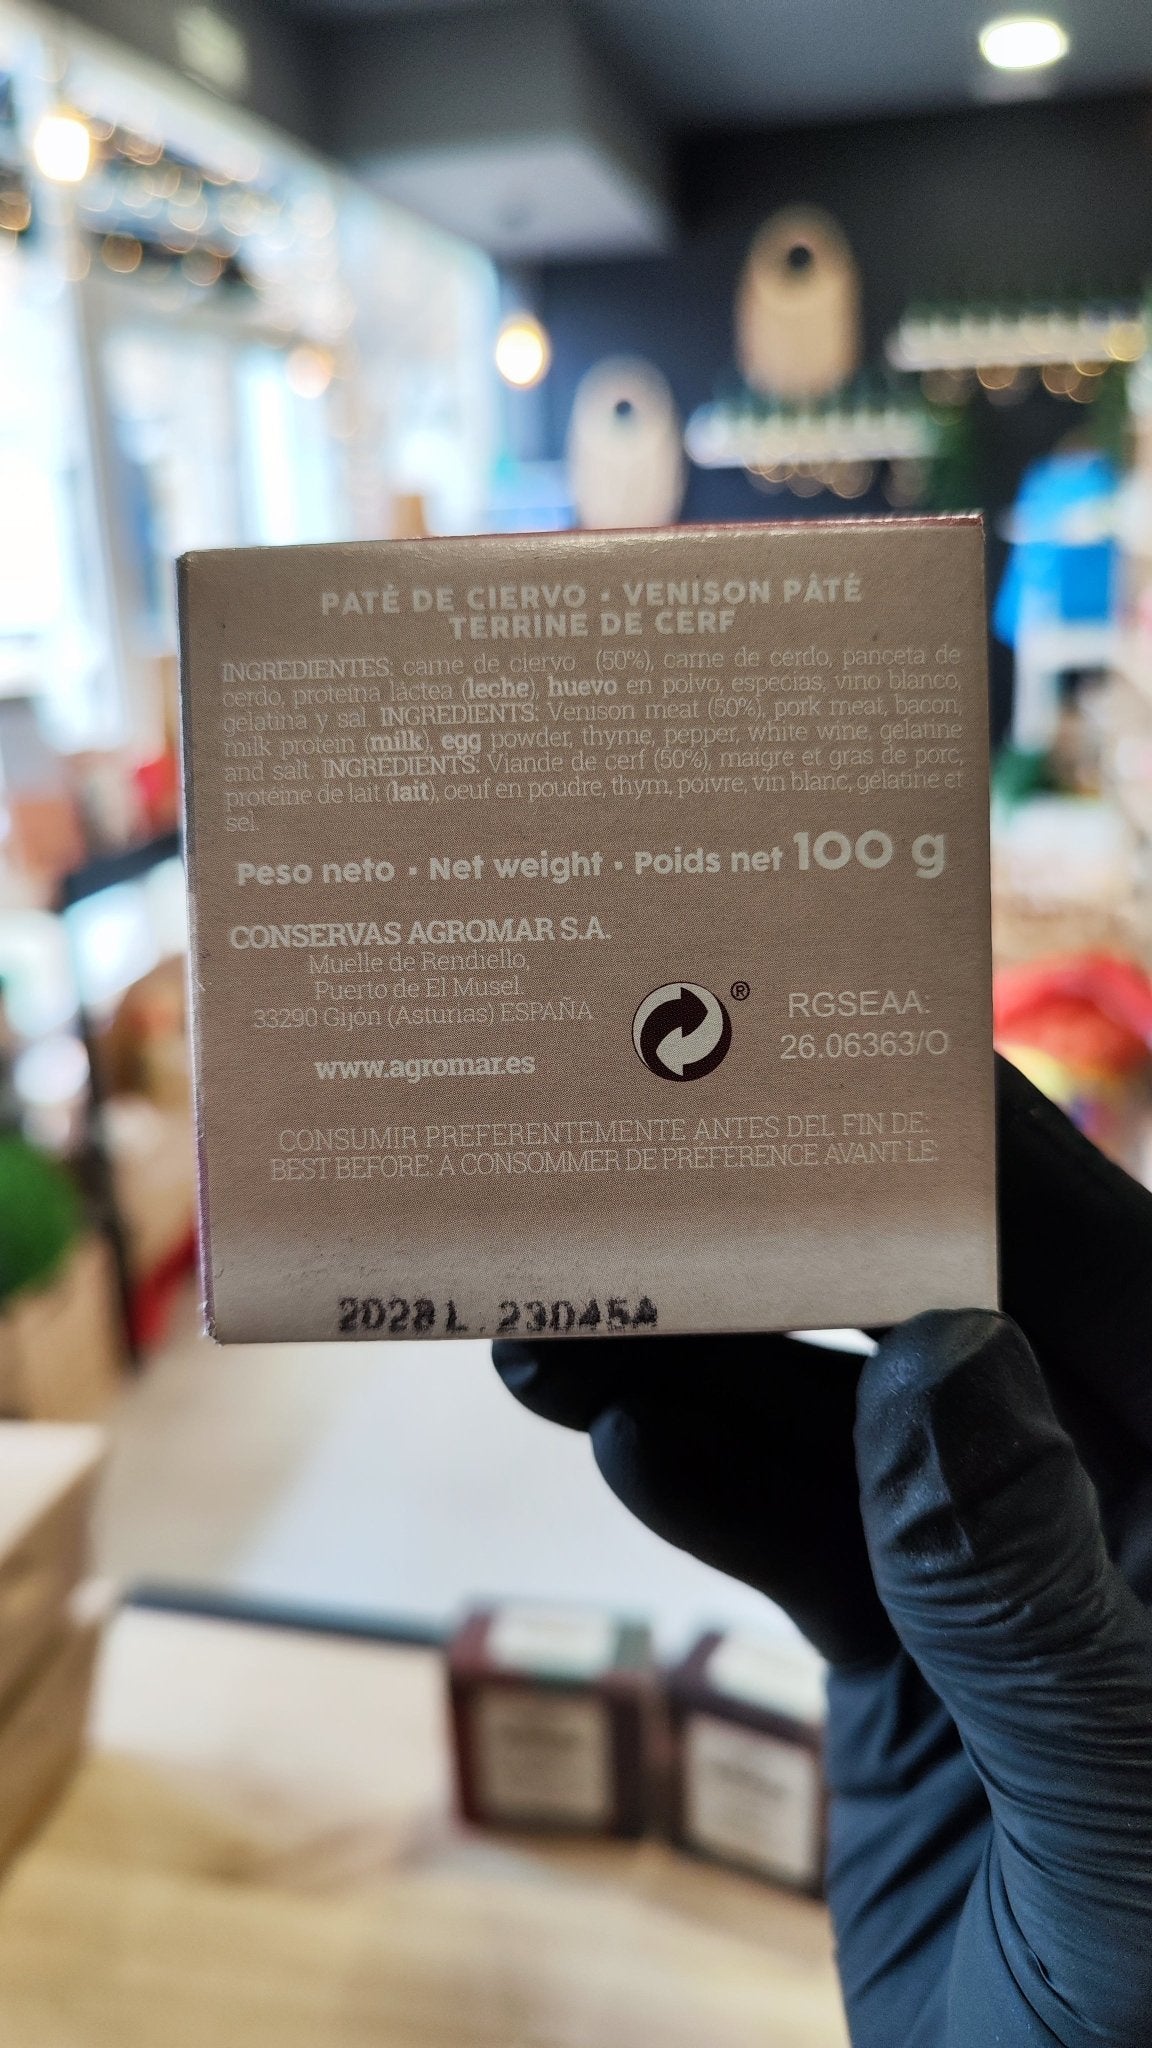 PATÉ DE CIERVO · VENISON PÂTÉ
TERRINE DE CERF
INGREDIENTES: carne de ciervo (50%), carne de cerdo, panceta de
cerdo, proteína láctea (leche), huevo en polvo, especias, vino blanco,
gelatina y sal. INGREDIENTS: Venison meat (50%), pork meat, bacon,
milk protein (milk), egg powder, thyme, pepper, white wine, gelatine
and salt. INGREDIENTS: Viande de cerf (50%), maigre et gras de porc,
protéine de lait (lait), oeuf en poudre, thym, poivre, vin blanc, gélatine et
sel.
Peso neto · Net weight · Poids net 100 g
CONSERVAS AGROMAR S.A.
Muelle de Rendiello,
Puerto de El Musel.
33290 Gijón (Asturias) ESPAÑA
www.agromar.es
®
RGSEAA:
26.06363/O
CONSUMIR PREFERENTEMENTE ANTES DEL FIN DE:
BEST BEFORE: A CONSOMMER DE PREFERENCE AVANT LE:
2028 L. 23045A